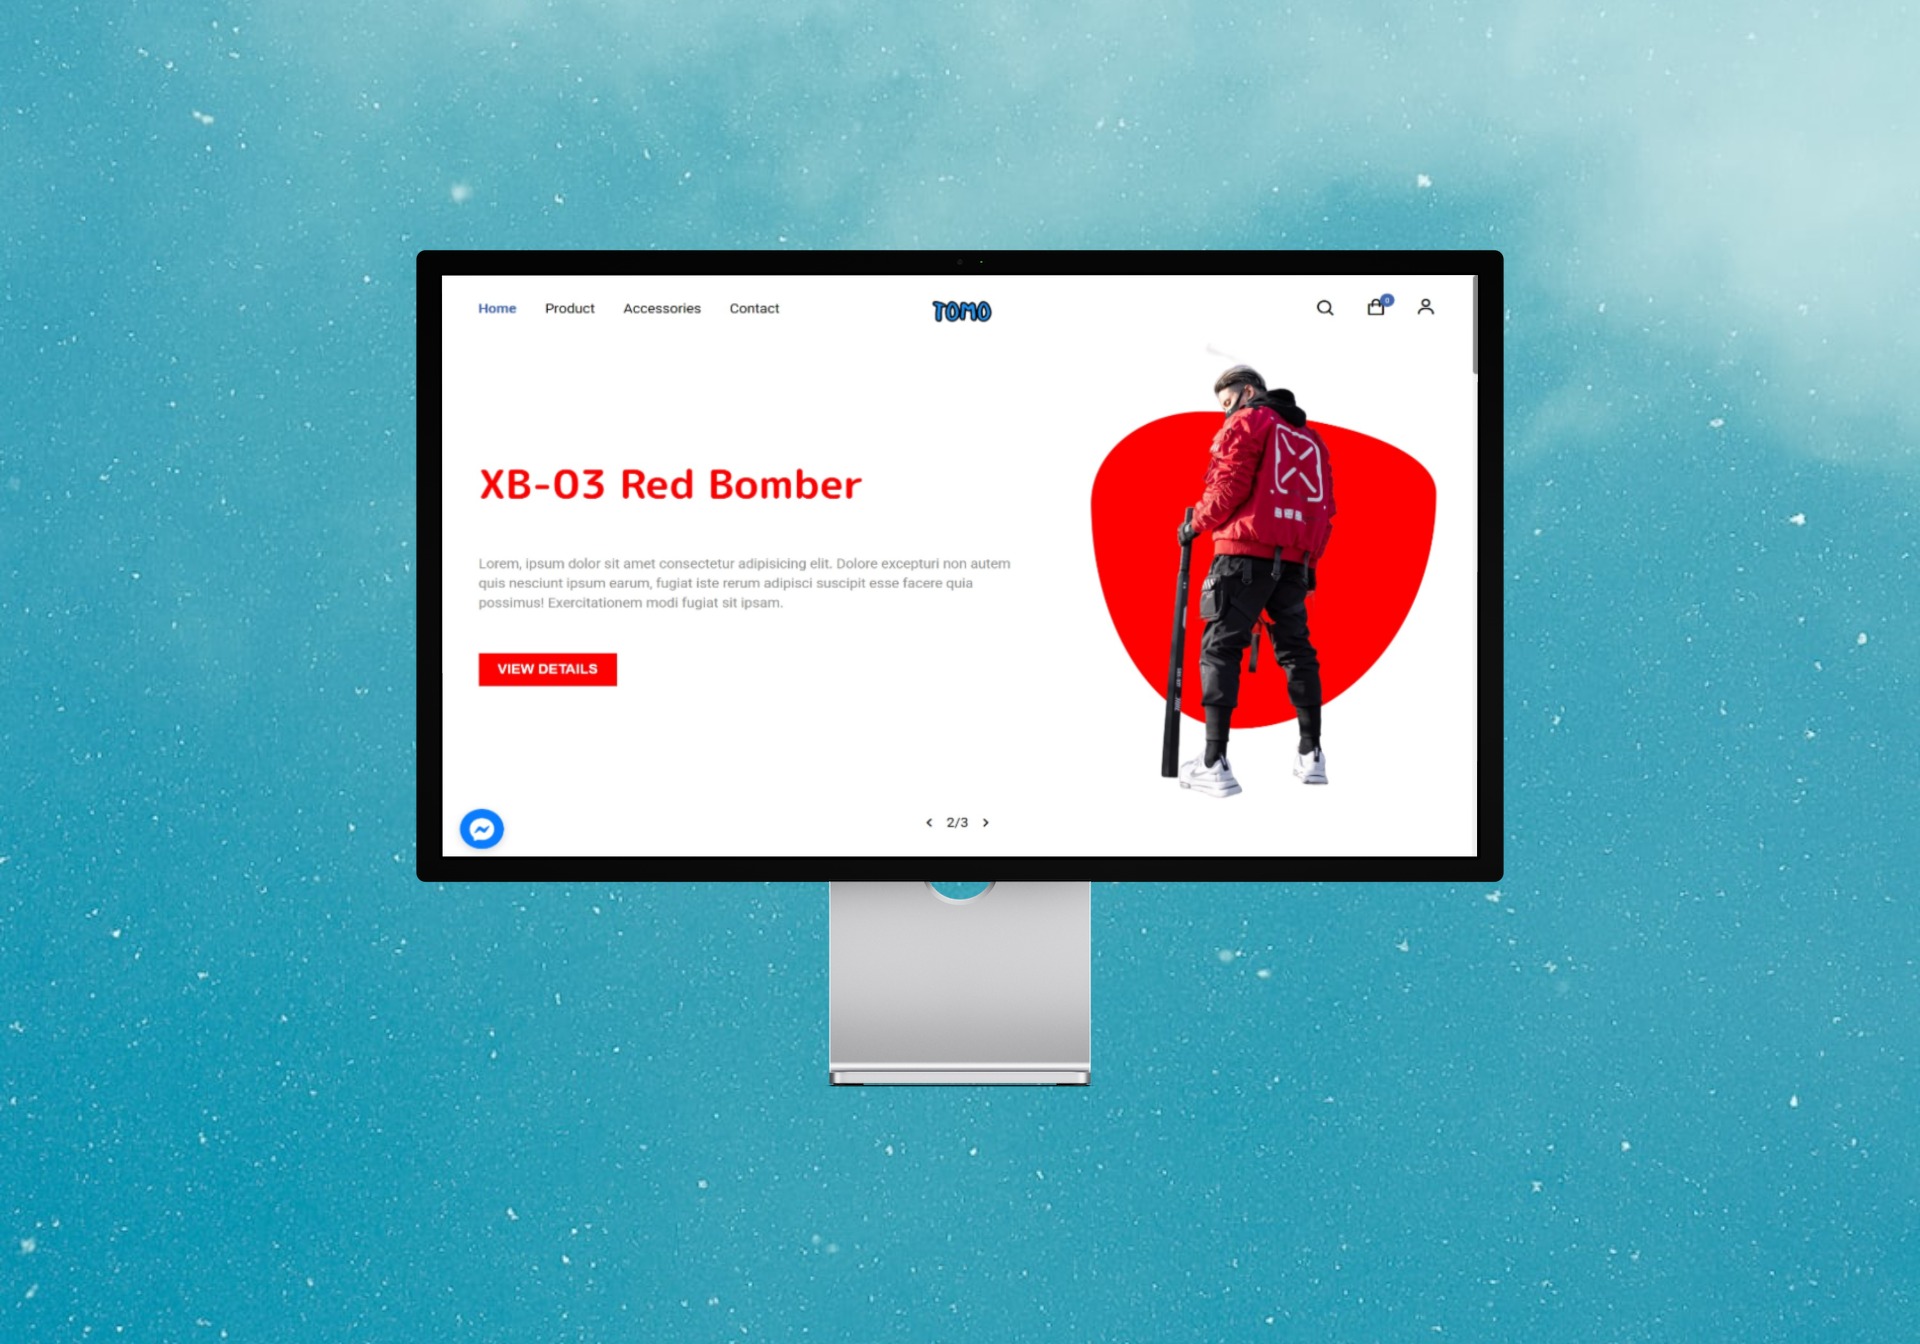 Home Product Accessories Contact
TOMO
0
XB-03 Red Bomber
Lorem, ipsum dolor sit amet consectetur adipisicing elit. Dolore excepturi non autem
quis nesciunt ipsum earum, fugiat iste rerum adipisci suscipit esse facere quia
possimus! Exercitationem modi fugiat sit ipsam.
VIEW DETAILS
2/3